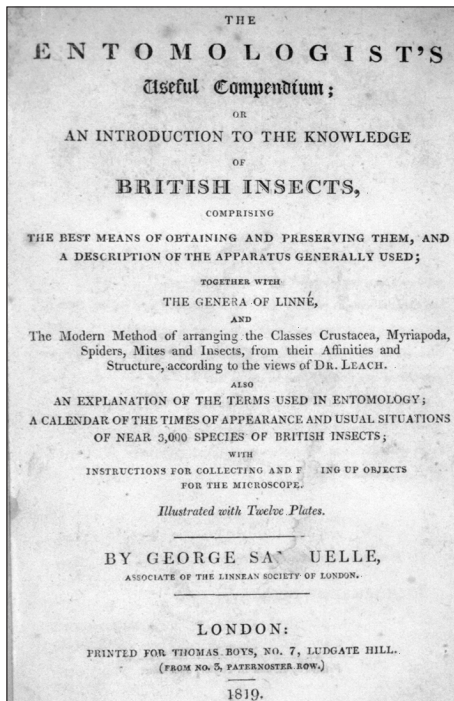 THE
ENTOMOLOGIST'S
Useful Compendium;
OR
AN INTRODUCTION TO THE KNOWLEDGE
OF
BRITISH INSECTS,
COMPRISING
THE BEST MEANS OF OBTAINING AND PRESERVING THEM, AND
A DESCRIPTION OF THE APPARATUS GENERALLY USED;
TOGETHER WITH
THE GENERA OF LINNÉ,
AND
The Modern Method of arranging the Classes Crustacea, Myriapoda,
Spiders, Mites and Insects, from their Affinities and
Structure, according to the views of DR. LEACH.
ALSO
AN EXPLANATION OF THE TERMS USED IN ENTOMOLOGY;
A CALENDAR OF THE TIMES OF APPEARANCE AND USUAL SITUATIONS
OF NEAR 3,000 SPECIES OF BRITISH INSECTS;
WITH
INSTRUCTIONS FOR COLLECTING AND F ING UP OBJECTS
FOR THE MICROSCOPE.
Illustrated with Twelve Plates.
BY GEORGE SA UELLE,
ASSOCIATE OF THE LINNEAN SOCIETY OF LONDON.
LONDON:
PRINTED FOR THOMAS BOYS, NO. 7, LUDGATE HILL.
(FROM NO. 3, PATERNOSTER ROW.)
1819.